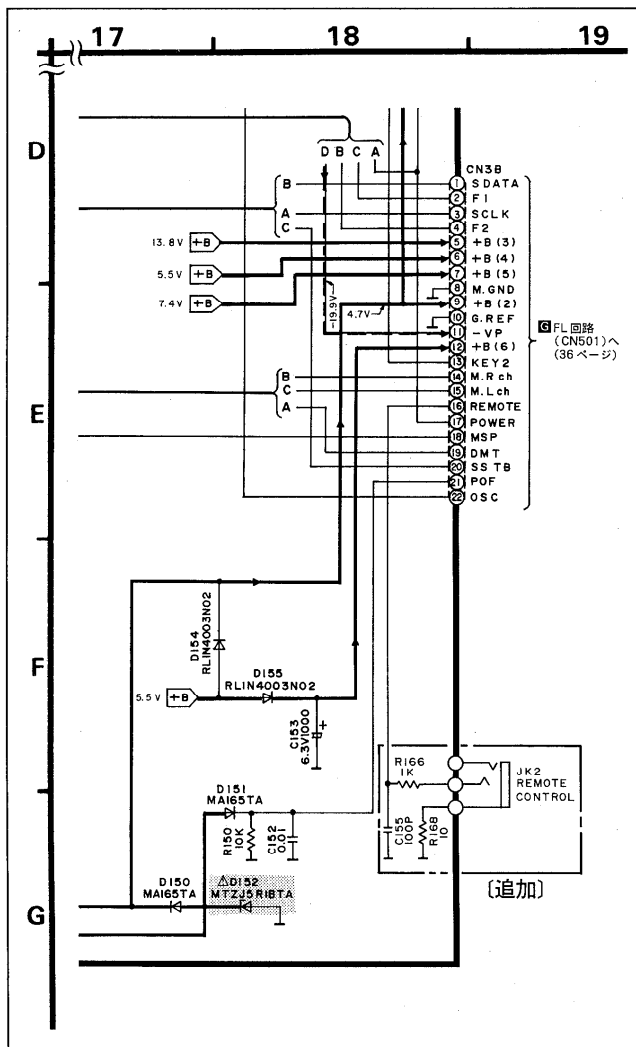 17 18 19
D
D B C A
CN3B
B 1 SDATA
2 F1
A 3 SCLK
C 4 F2
13.8V +B 5 +B(3)
6 +B(4)
5.5V +B 7 +B(5)
8 M.GND
7.4V +B 9 +B(2)
-19.9V
4.7V
10 G.REF
11 -VP
12 +B(6)
13 KEY2
G FL回路
(CN501)へ
(36ページ)
E
B 14 M.Rch
C 15 M.Lch
A 16 REMOTE
17 POWER
18 MSP
19 DMT
20 SSTB
21 POF
22 OSC
F
D154
RL1N4003N02
D155
RL1N4003N02
5.5V +B
C153
6.3V1000
+
R166
1K
JK2
REMOTE
CONTROL
D151
MA165TA
R150
10K
C152
0.01
C155
100P
R168
10
G
D150
MA165TA
⚠D152
MTZJ5R1BTA
〔追加〕